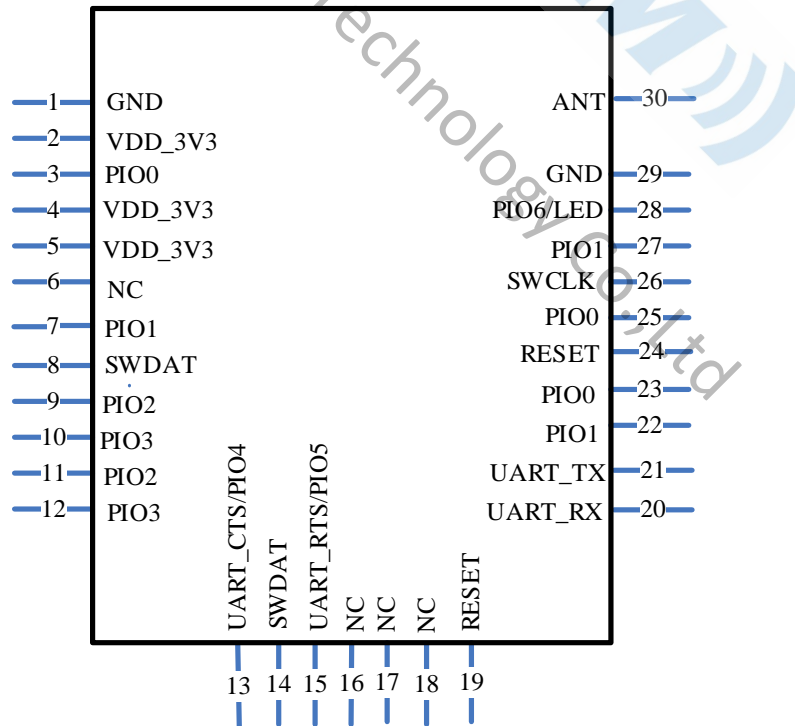 1 GND
2 VDD_3V3
3 PIO0
4 VDD_3V3
5 VDD_3V3
6 NC
7 PIO1
8 SWDAT
9 PIO2
10 PIO3
11 PIO2
12 PIO3
UART_CTS/PIO4
SWDAT
UART_RTS/PIO5
NC
NC
NC
RESET
13 14 15 16 17 18 19
ANT 30
GND 29
PIO6/LED 28
PIO1 27
SWCLK 26
PIO0 25
RESET 24
PIO0 23
PIO1 22
UART_TX 21
UART_RX 20
Technology Co.,Ltd